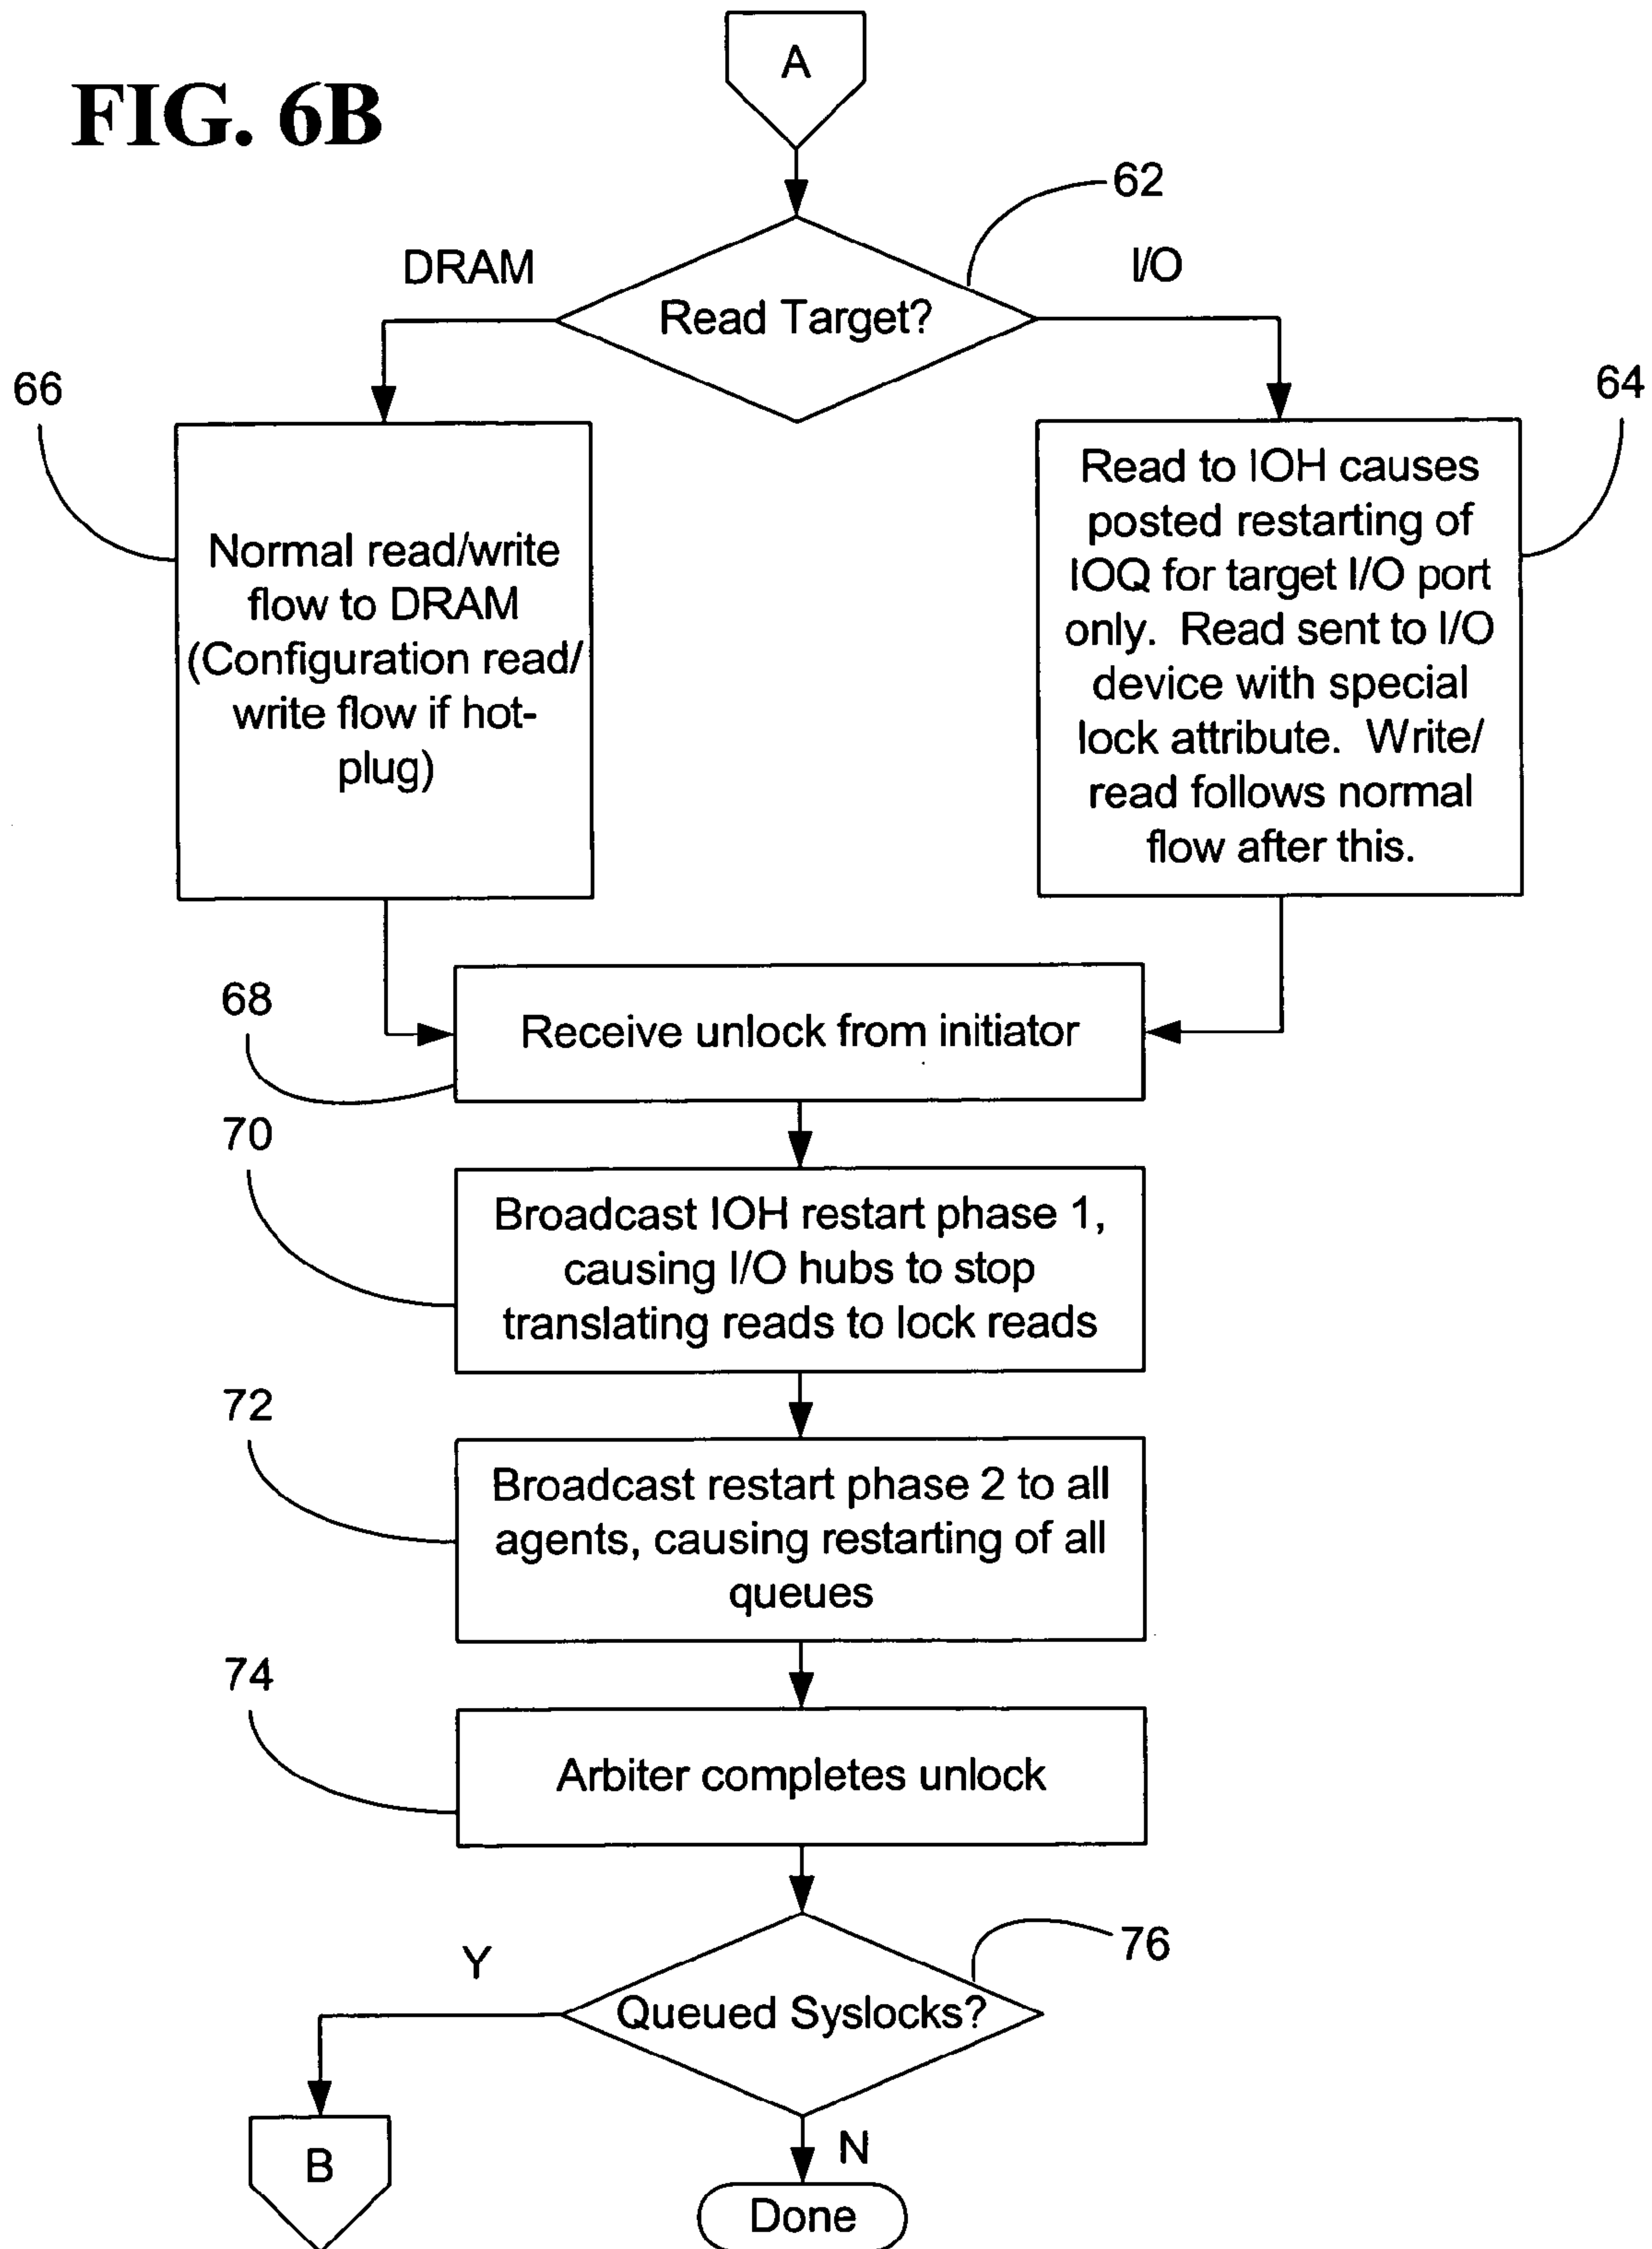 FIG. 6B
A
62
DRAM
I/O
Read Target?
66
64
Normal read/write
flow to DRAM
(Configuration read/
write flow if hot-
plug)
Read to IOH causes
posted restarting of
IOQ for target I/O port
only. Read sent to I/O
device with special
lock attribute. Write/
read follows normal
flow after this.
68
Receive unlock from initiator
70
Broadcast IOH restart phase 1,
causing I/O hubs to stop
translating reads to lock reads
72
Broadcast restart phase 2 to all
agents, causing restarting of all
queues
74
Arbiter completes unlock
76
Y
Queued Syslocks?
B
N
Done